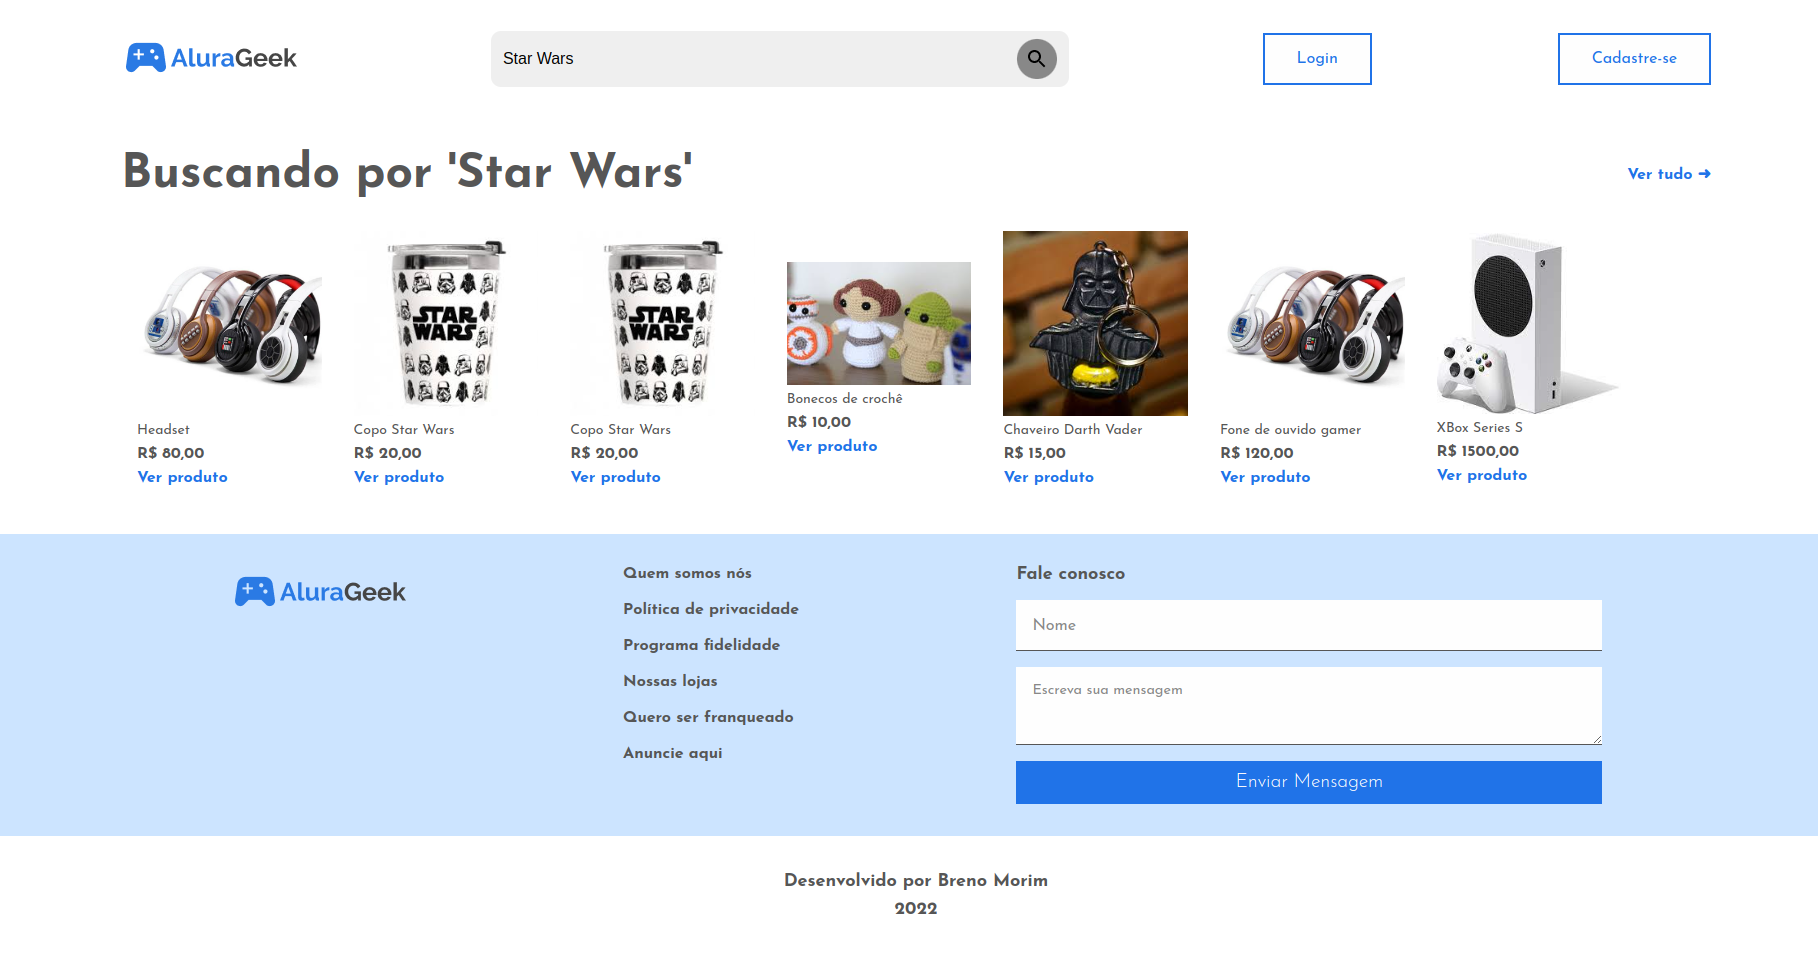 AluraGeek
Star Wars
Login
Cadastre-se
Buscando por 'Star Wars'
Ver tudo ➜
STAR
WARS
STAR
WARS
Headset
R$ 80,00
Ver produto
Copo Star Wars
R$ 20,00
Ver produto
Copo Star Wars
R$ 20,00
Ver produto
Bonecos de crochê
R$ 10,00
Ver produto
Chaveiro Darth Vader
R$ 15,00
Ver produto
Fone de ouvido gamer
R$ 120,00
Ver produto
XBox Series S
R$ 1500,00
Ver produto
AluraGeek
Quem somos nós
Política de privacidade
Programa fidelidade
Nossas lojas
Quero ser franqueado
Anuncie aqui
Fale conosco
Nome
Escreva sua mensagem
Enviar Mensagem
Desenvolvido por Breno Morim
2022